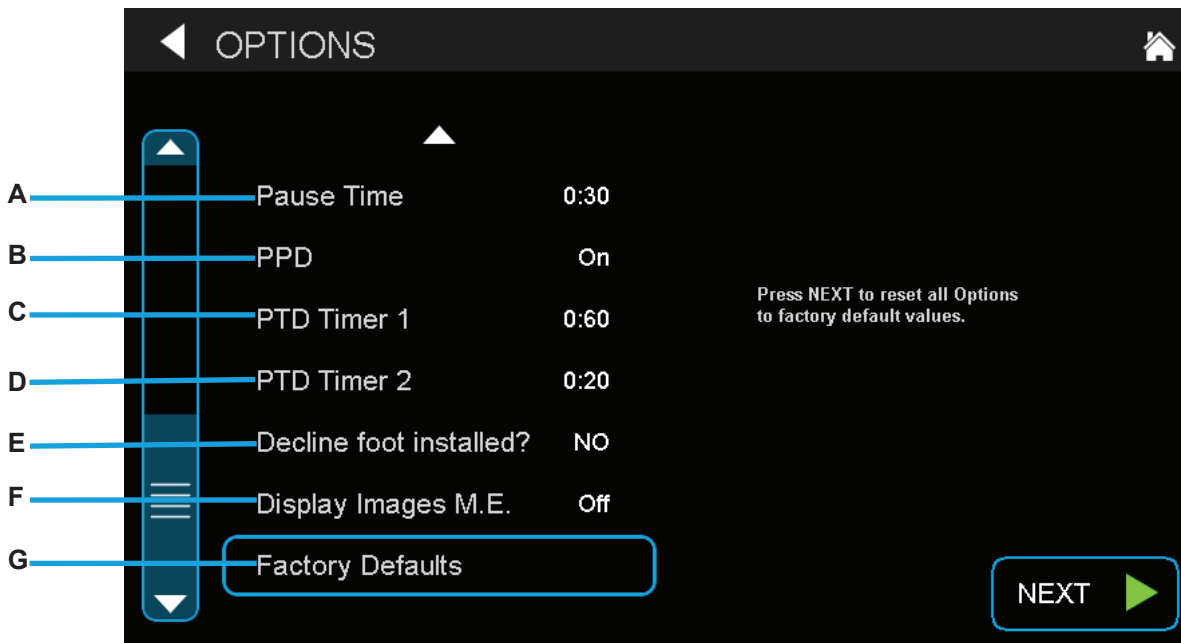 OPTIONS
A Pause Time 0:30
B PPD On
C PTD Timer 1 0:60
D PTD Timer 2 0:20
E Decline foot installed? NO
F Display Images M.E. Off
G Factory Defaults
Press NEXT to reset all Options
to factory default values.
NEXT